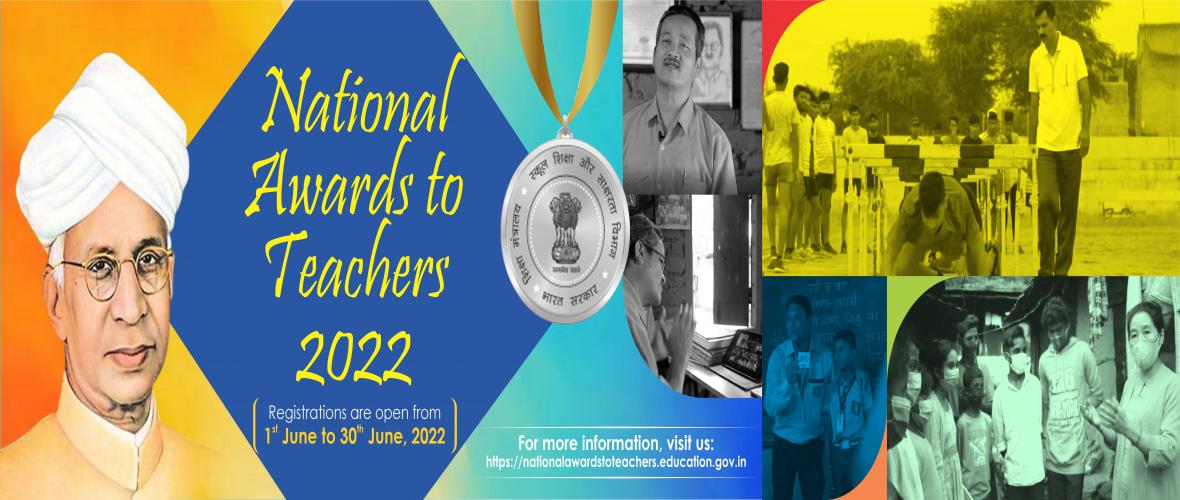 National
Awards to
Teachers
2022
Registrations are open from
1st June to 30th June, 2022
स्कूल शिक्षा और साक्षरता विभाग
शिक्षा मंत्रालय
भारत सरकार
सत्यमेव जयते
For more information, visit us:
https://nationalawardstoteachers.education.gov.in